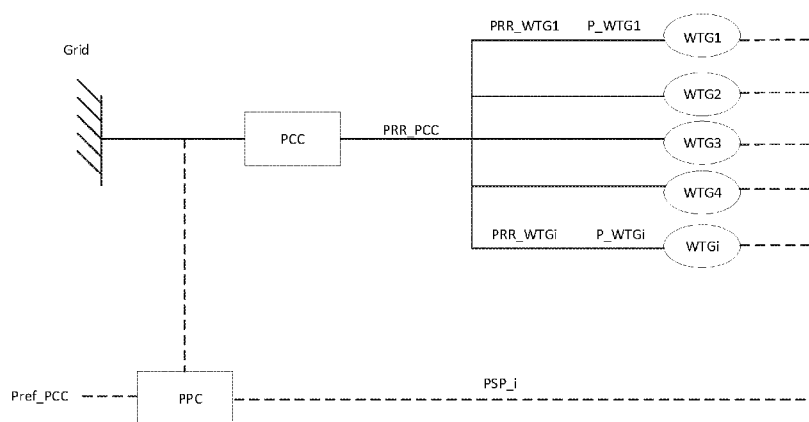 PRR_WTG1 P_WTG1 WTG1
Grid
WTG2
PCC
PRR_PCC
WTG3
WTG4
PRR_WTGi P_WTGi WTGi
Pref_PCC
PPC
PSP_i